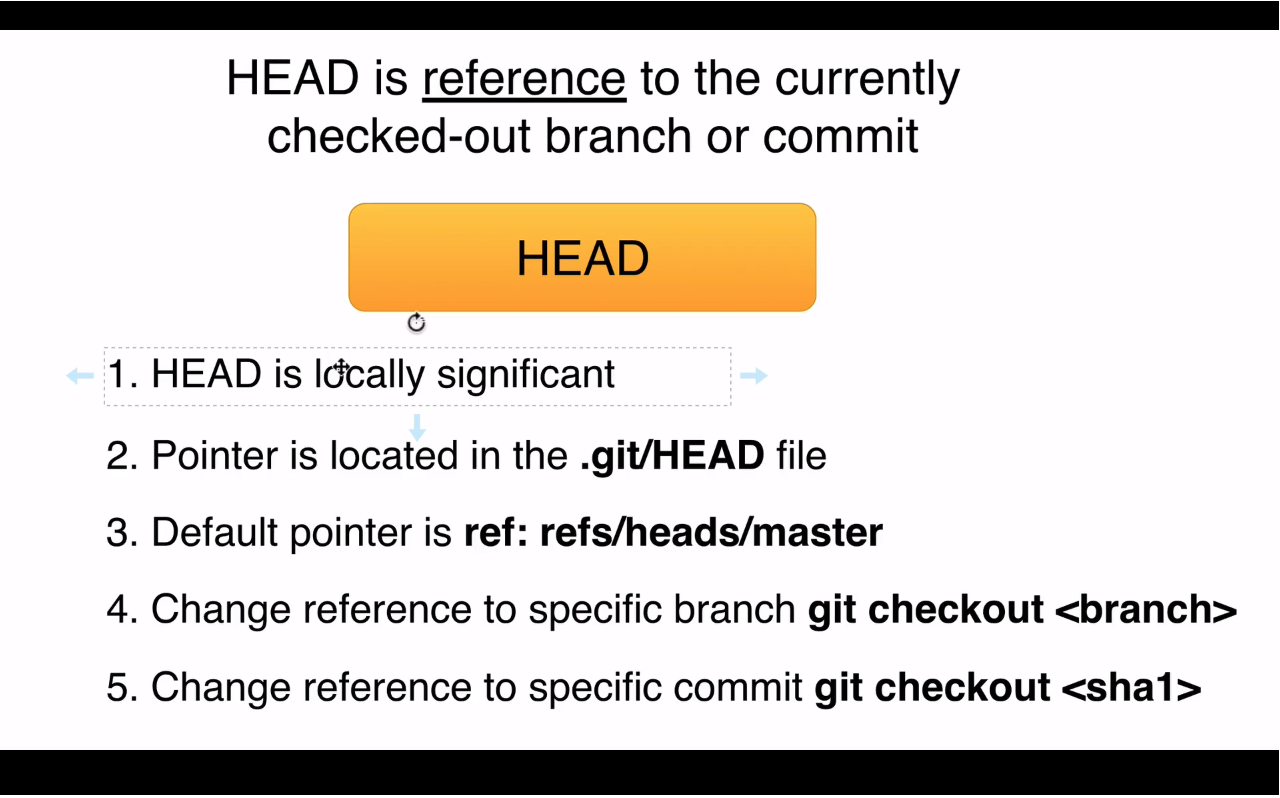 HEAD is reference to the currently
checked-out branch or commit
HEAD
1. HEAD is locally significant
2. Pointer is located in the .git/HEAD file
3. Default pointer is ref: refs/heads/master
4. Change reference to specific branch git checkout <branch>
5. Change reference to specific commit git checkout <sha1>